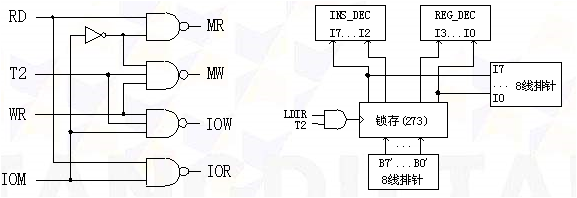 RD
MR
T2
MW
WR
IOW
IOM
IOR
INS_DEC
I7...I2
REG_DEC
I3...I0
I7
... 8线排针
I0
LDIR
T2
锁存(273)
...
B7'...B0'
8线排针